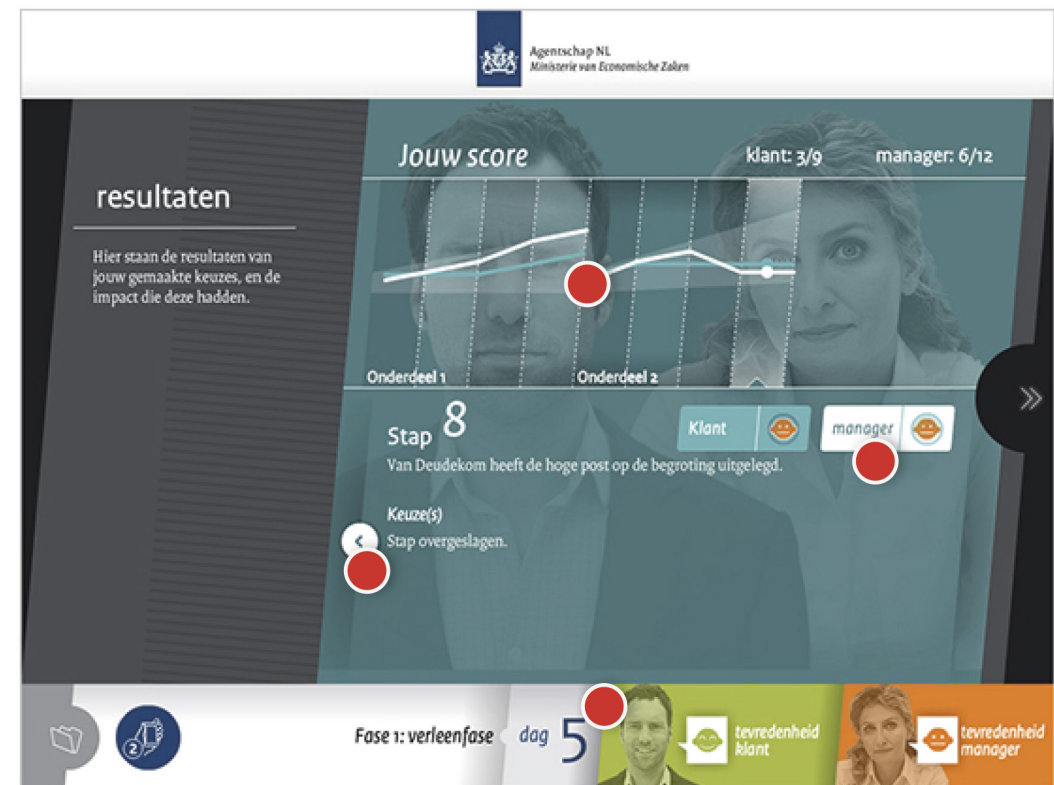 Agentschap NL
Ministerie van Economische Zaken
Jouw score
klant: 3/9
manager: 6/12
resultaten
Hier staan de resultaten van
jouw gemaakte keuzes, en de
impact die deze hadden.
Onderdeel 1
Onderdeel 2
Stap 8
Klant
manager
Van Deudekom heeft de hoge post op de begroting uitgelegd.
Keuze(s)
Stap overgeslagen.
2
Fase 1: verleenfase
dag 5
tevredenheid
klant
tevredenheid
manager